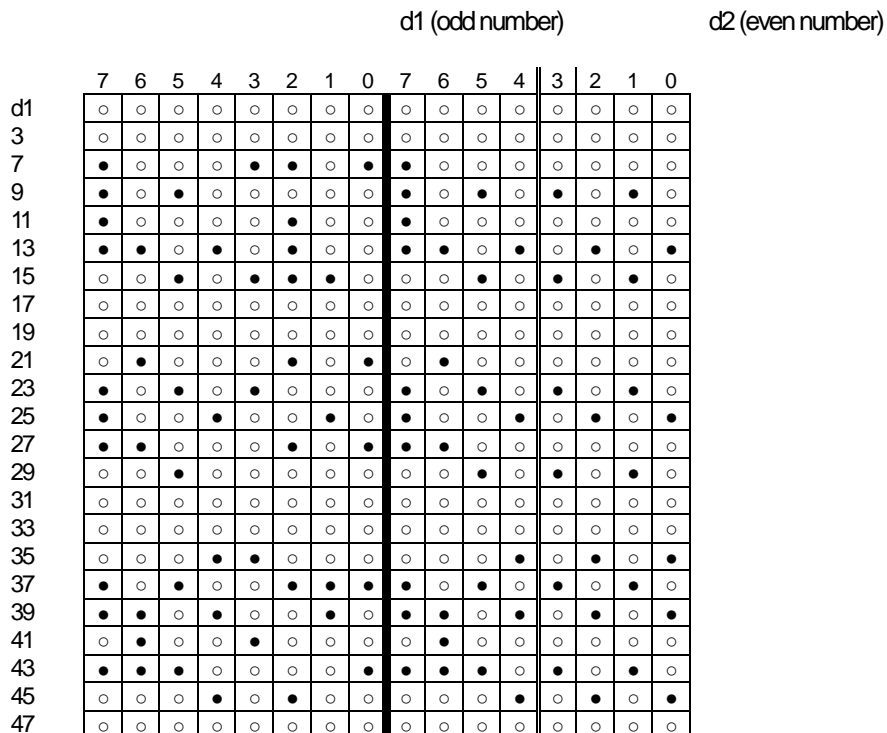 d1 (odd number) d2 (even number)
7 6 5 4 3 2 1 0 7 6 5 4 3 2 1 0
d1 ○ ○ ○ ○ ○ ○ ○ ○ ○ ○ ○ ○ ○ ○ ○ ○
3 ○ ○ ○ ○ ○ ○ ○ ○ ○ ○ ○ ○ ○ ○ ○ ○
7 ● ○ ○ ○ ● ● ○ ● ● ○ ○ ○ ○ ○ ○ ○
9 ● ○ ● ○ ○ ○ ○ ○ ● ○ ● ○ ● ○ ● ○
11 ● ○ ○ ○ ○ ● ○ ○ ● ○ ○ ○ ○ ○ ○ ○
13 ● ● ○ ● ○ ● ○ ○ ● ● ○ ● ○ ● ○ ●
15 ○ ○ ● ○ ● ● ● ○ ○ ○ ● ○ ● ○ ● ○
17 ○ ○ ○ ○ ○ ○ ○ ○ ○ ○ ○ ○ ○ ○ ○ ○
19 ○ ○ ○ ○ ○ ○ ○ ○ ○ ○ ○ ○ ○ ○ ○ ○
21 ○ ● ○ ○ ○ ● ○ ● ○ ● ○ ○ ○ ○ ○ ○
23 ● ○ ● ○ ● ○ ○ ○ ● ○ ● ○ ● ○ ● ○
25 ● ○ ○ ● ○ ○ ● ○ ● ○ ○ ● ○ ● ○ ●
27 ● ● ○ ○ ○ ● ○ ● ● ● ○ ○ ○ ○ ○ ○
29 ○ ○ ● ○ ○ ○ ○ ○ ○ ○ ● ○ ● ○ ● ○
31 ○ ○ ○ ○ ○ ○ ○ ○ ○ ○ ○ ○ ○ ○ ○ ○
33 ○ ○ ○ ○ ○ ○ ○ ○ ○ ○ ○ ○ ○ ○ ○ ○
35 ○ ○ ○ ● ● ○ ○ ○ ○ ○ ○ ● ○ ● ○ ●
37 ● ○ ● ○ ○ ● ● ● ● ○ ● ○ ● ○ ● ○
39 ● ● ○ ● ○ ○ ● ○ ● ● ○ ● ○ ● ○ ●
41 ○ ● ○ ○ ● ○ ○ ○ ○ ● ○ ○ ○ ○ ○ ○
43 ● ● ● ○ ○ ○ ○ ● ● ● ● ○ ● ○ ● ○
45 ○ ○ ○ ● ○ ● ○ ○ ○ ○ ○ ● ○ ● ○ ●
47 ○ ○ ○ ○ ○ ○ ○ ○ ○ ○ ○ ○ ○ ○ ○ ○